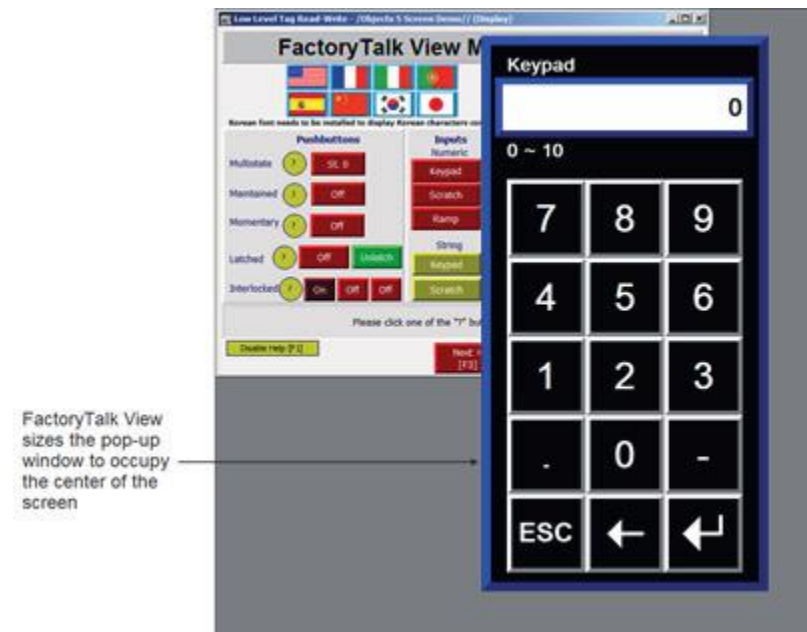 Low Level Tag Read-Write - /Objects 5 Screen Demo// (Display)
FactoryTalk View M
Korean font needs to be installed to display Korean characters cor
Pushbuttons
Inputs
Numeric
Multistate ? St. 0
Keypad
Maintained ? Off
Scratch
Momentary ? Off
Ramp
String
Latched ? Off Unlatch
Keypad
Interlocked ? On Off Off
Scratch
Please click one of the "?" but
Disable Help [F1]
Next
[F3]
Keypad
0
0 ~ 10
7 8 9
4 5 6
1 2 3
. 0 -
ESC
FactoryTalk View
sizes the pop-up
window to occupy
the center of the
screen